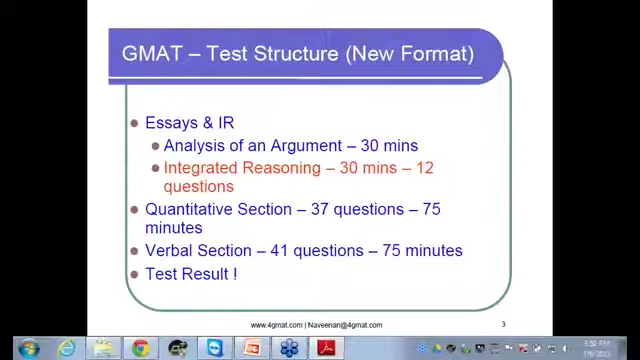 GMAT – Test Structure (New Format)
Essays & IR
Analysis of an Argument – 30 mins
Integrated Reasoning – 30 mins – 12
questions
Quantitative Section – 37 questions – 75
minutes
Verbal Section – 41 questions – 75 minutes
Test Result !
www.4gmat.com | Naveenan@4gmat.com
3